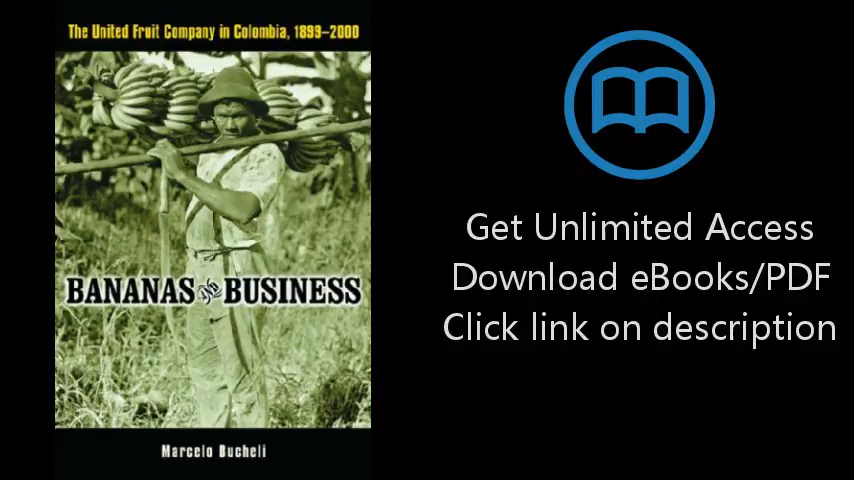 The United Fruit Company in Colombia, 1899–2000
BANANAS AND BUSINESS
Marcelo Bucheli
Get Unlimited Access
Download eBooks/PDF
Click link on description